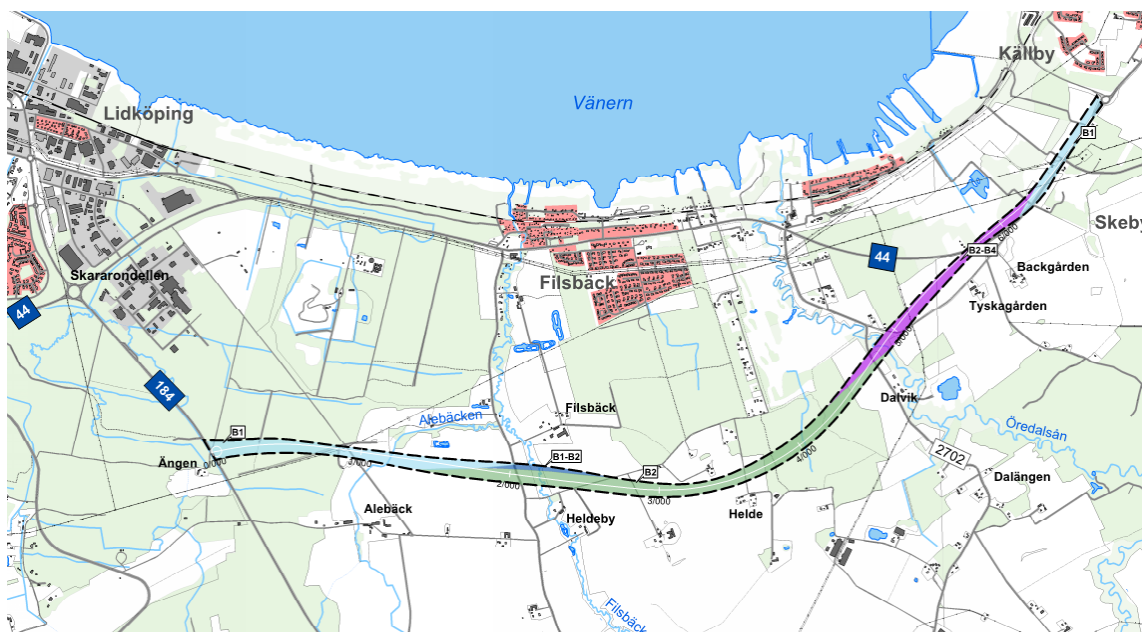 Källby
Lidköping
Vänern
B1
Skeby
6/000
B2-B4
44
Backgården
Skararondellen
Filsbäck
Tyskagården
44
5/000
184
Dalvik
Filsbäck
Alebäcken
Öredalsån
B1
2702
B1-B2
4/000
Ängen
0/000
1/000
B2
Dalängen
2/000
3/000
Alebäck
Heldeby
Helde
Filsbäck